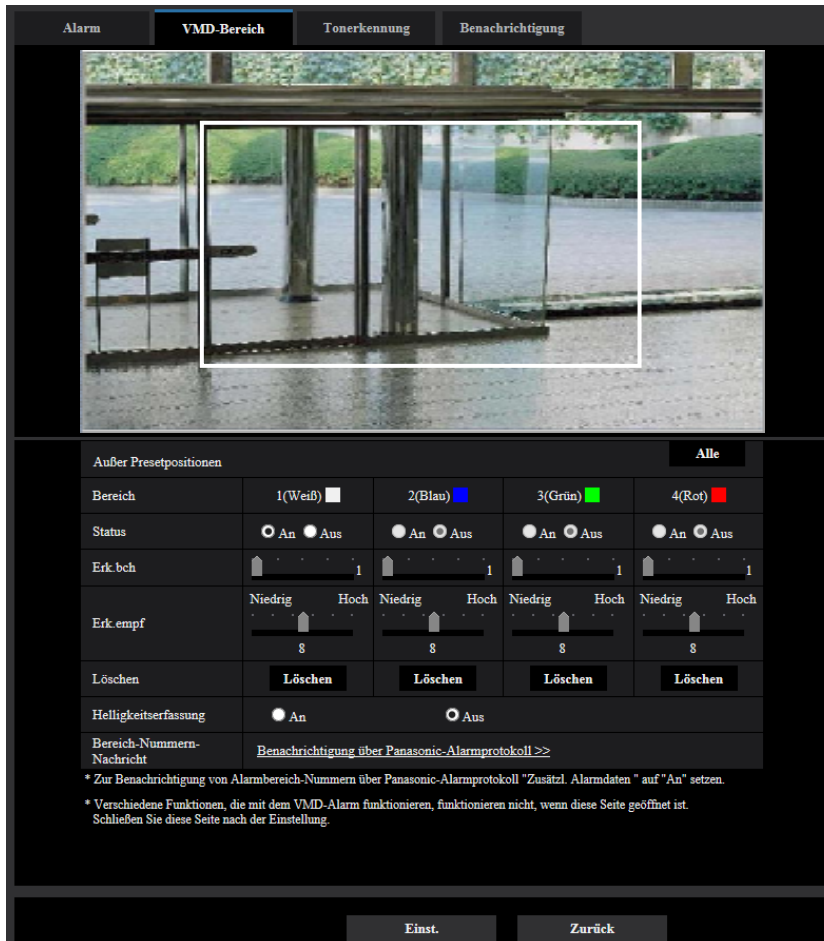 Alarm VMD-Bereich Tonerkennung Benachrichtigung
Außer Presetpositionen Alle
Bereich 1(Weiß) 2(Blau) 3(Grün) 4(Rot)
Status An Aus An Aus An Aus An Aus
Erk.bch 1 1 1 1
Niedrig Hoch Niedrig Hoch Niedrig Hoch Niedrig Hoch
Erk.empf
8 8 8 8
Löschen Löschen Löschen Löschen Löschen
Helligkeitserfassung An Aus
Bereich-Nummern-
Nachricht Benachrichtigung über Panasonic-Alarmprotokoll >>
* Zur Benachrichtigung von Alarmbereich-Nummern über Panasonic-Alarmprotokoll "Zusätzl. Alarmdaten " auf "An" setzen.
* Verschiedene Funktionen, die mit dem VMD-Alarm funktionieren, funktionieren nicht, wenn diese Seite geöffnet ist.
Schließen Sie diese Seite nach der Einstellung.
Einst. Zurück